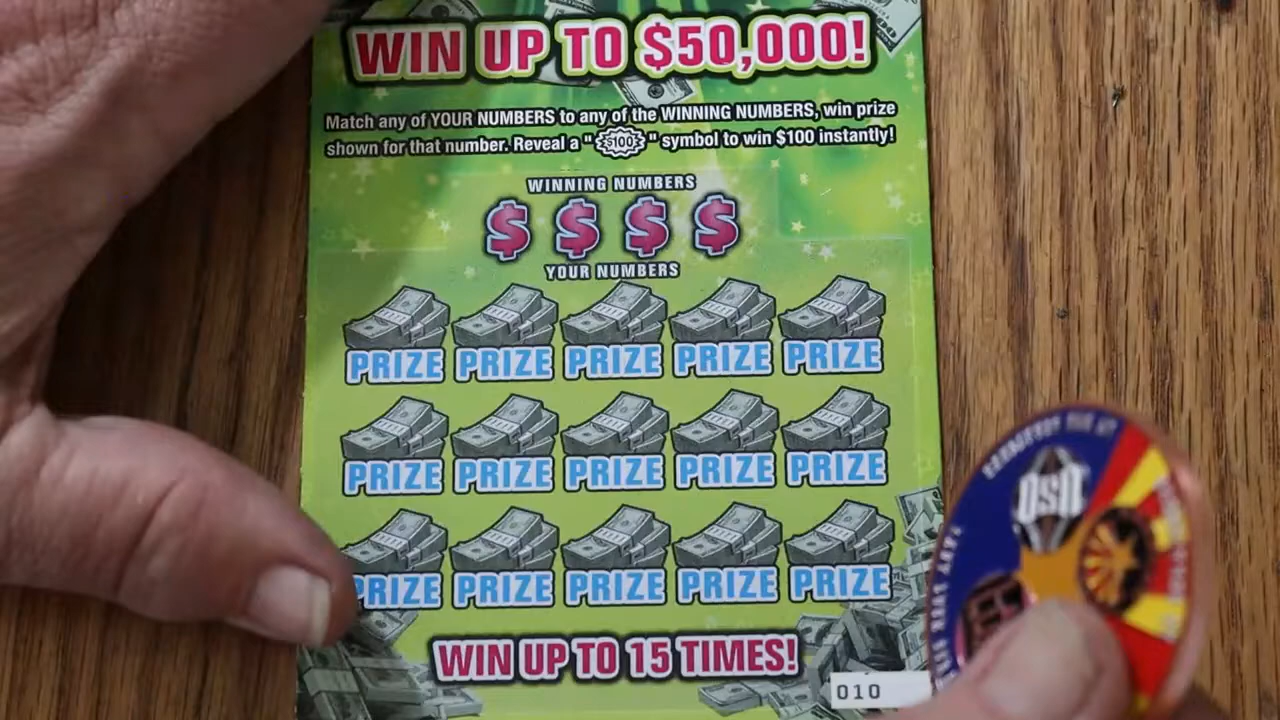 WIN UP TO $50,000!
Match any of YOUR NUMBERS to any of the WINNING NUMBERS, win prize
shown for that number. Reveal a " $100 " symbol to win $100 instantly!
WINNING NUMBERS
$ $ $ $
YOUR NUMBERS
PRIZE PRIZE PRIZE PRIZE PRIZE
PRIZE PRIZE PRIZE PRIZE PRIZE
PRIZE PRIZE PRIZE PRIZE PRIZE
WIN UP TO 15 TIMES!
010